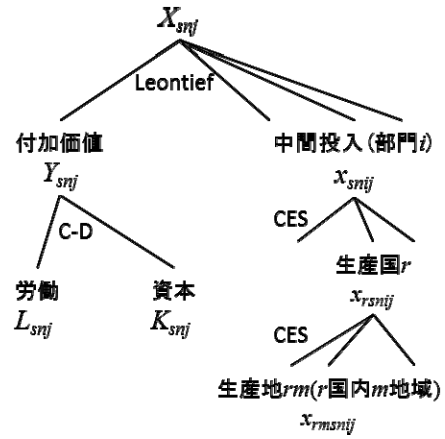 X_snj
Leontief
付加価値 中間投入(部門i)
Y_snj x_snij
C-D CES
生産国r
労働 資本 x_rsnij
L_snj K_snj
CES
生産地rm(r国内m地域)
x_rmsnij